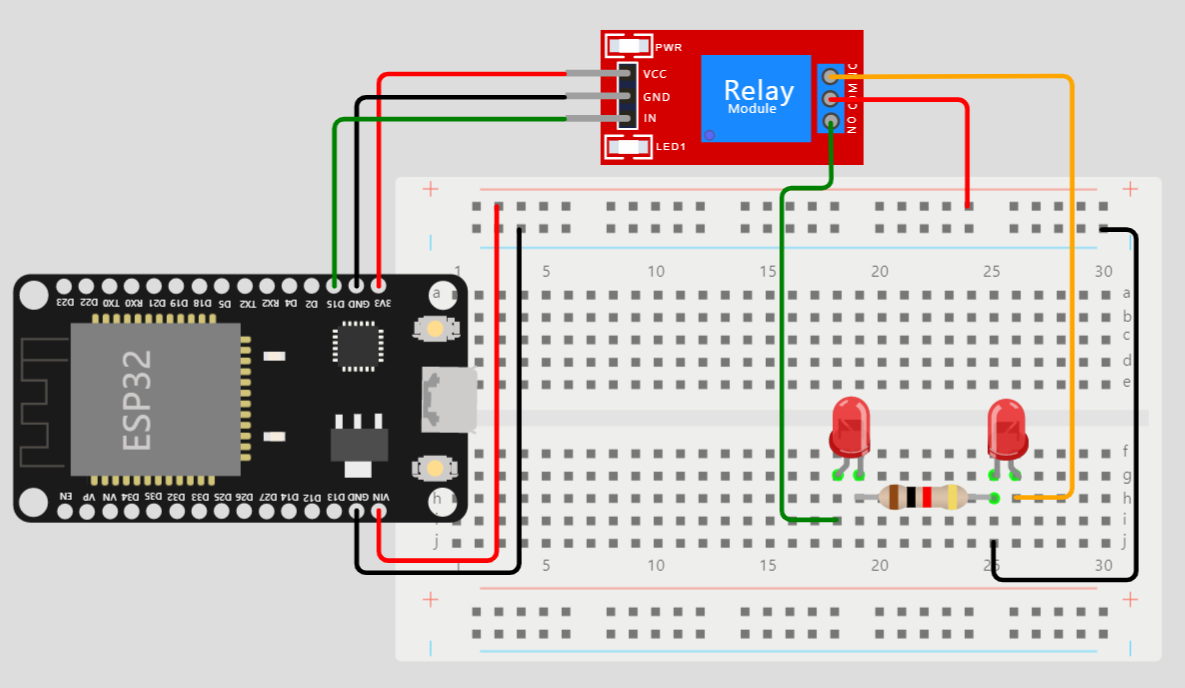 PWR
VCC
GND
IN
LED1
Relay
Module
NC
COM
NO
+ +
1 5 10 15 20 25 30
a a
b
c
d
e
D23 D22 TX0 RX0 D21 D19 D18 D5 TX2 RX2 D4 D2 D15 GND 3V3
ESP32
EN VP VN D34 D35 D32 D33 D25 D26 D27 D14 D12 D13 GND VIN
f
g
h h
i
j j
5 10 15 20 25 30
+ +